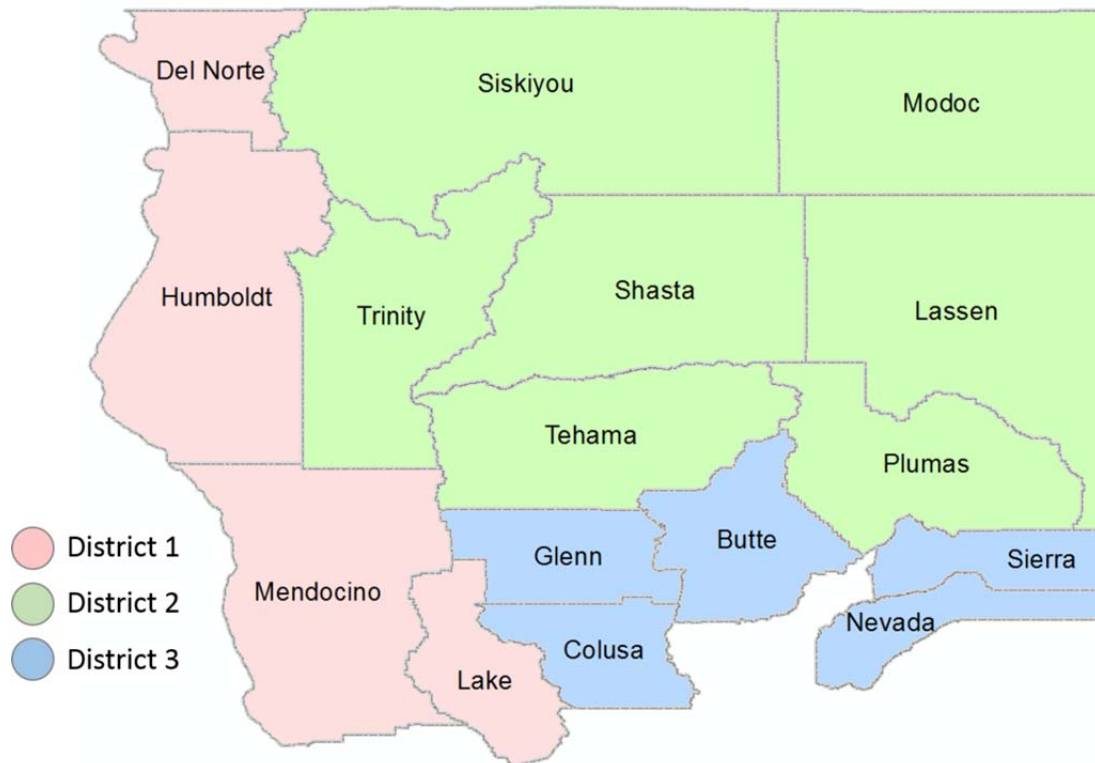 Del Norte
Siskiyou
Modoc
Humboldt
Trinity
Shasta
Lassen
Tehama
Plumas
District 1
District 2
District 3
Mendocino
Glenn
Butte
Sierra
Nevada
Colusa
Lake